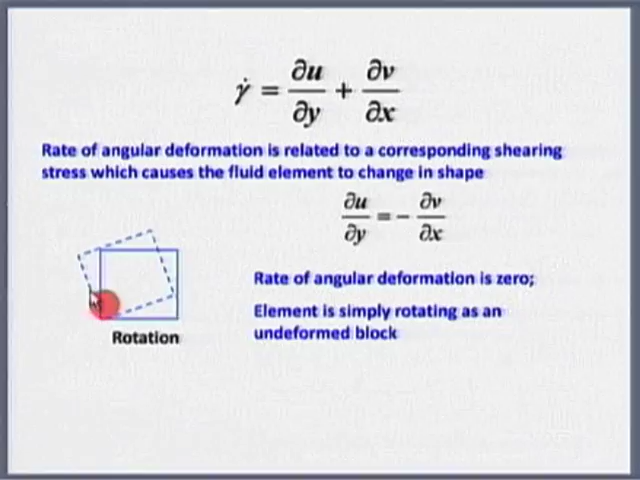 γ̇ = ∂u/∂y + ∂v/∂x
Rate of angular deformation is related to a corresponding shearing
stress which causes the fluid element to change in shape
∂u/∂y = - ∂v/∂x
Rate of angular deformation is zero;
Element is simply rotating as an
undeformed block
Rotation